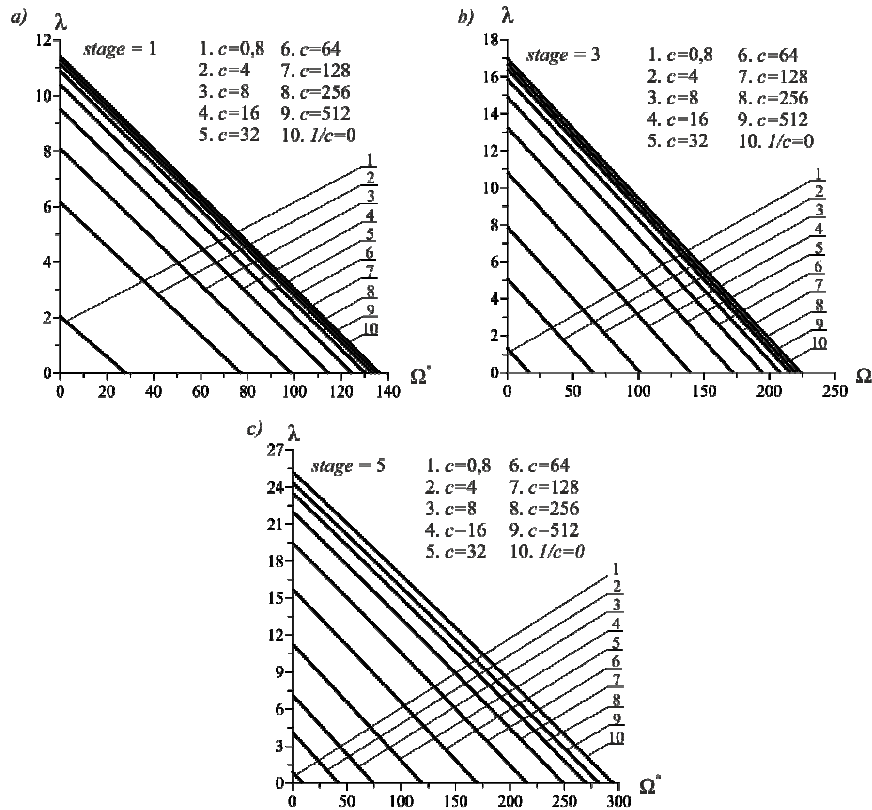 a)
λ
stage = 1
1. c=0,8 6. c=64
2. c=4 7. c=128
3. c=8 8. c=256
4. c=16 9. c=512
5. c=32 10. 1/c=0
12
10
8
6
4
2
0
0 20 40 60 80 100 120 140 Ω*
1
2
3
4
5
6
7
8
9
10
b)
λ
stage = 3
1. c=0,8 6. c=64
2. c=4 7. c=128
3. c=8 8. c=256
4. c=16 9. c=512
5. c=32 10. 1/c=0
18
16
14
12
10
8
6
4
2
0
0 50 100 150 200 250 Ω
1
2
3
4
5
6
7
8
9
10
c)
λ
stage = 5
1. c=0,8 6. c=64
2. c=4 7. c=128
3. c=8 8. c=256
4. c−16 9. c−512
5. c=32 10. 1/c=0
27
24
21
18
15
12
9
6
3
0
0 50 100 150 200 250 300 Ω*
1
2
3
4
5
6
7
8
9
10